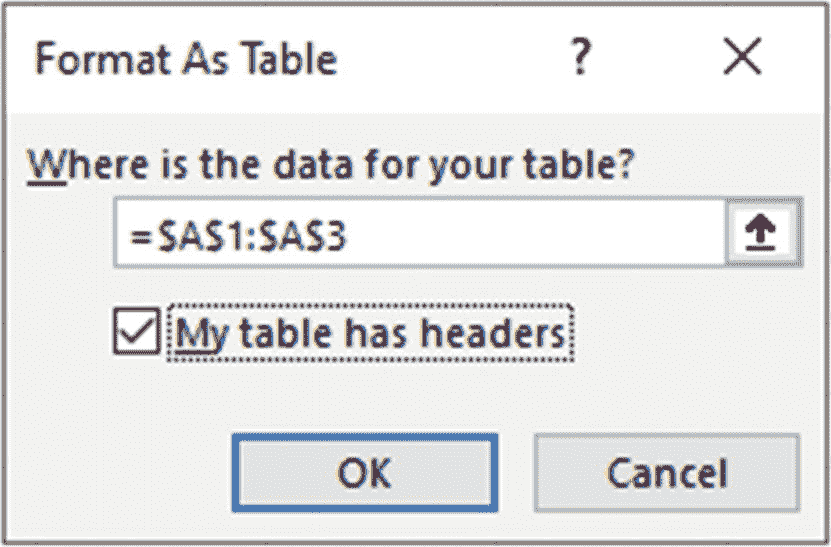 Format As Table ?
Where is the data for your table?
=$A$1:$A$3
My table has headers
OK Cancel